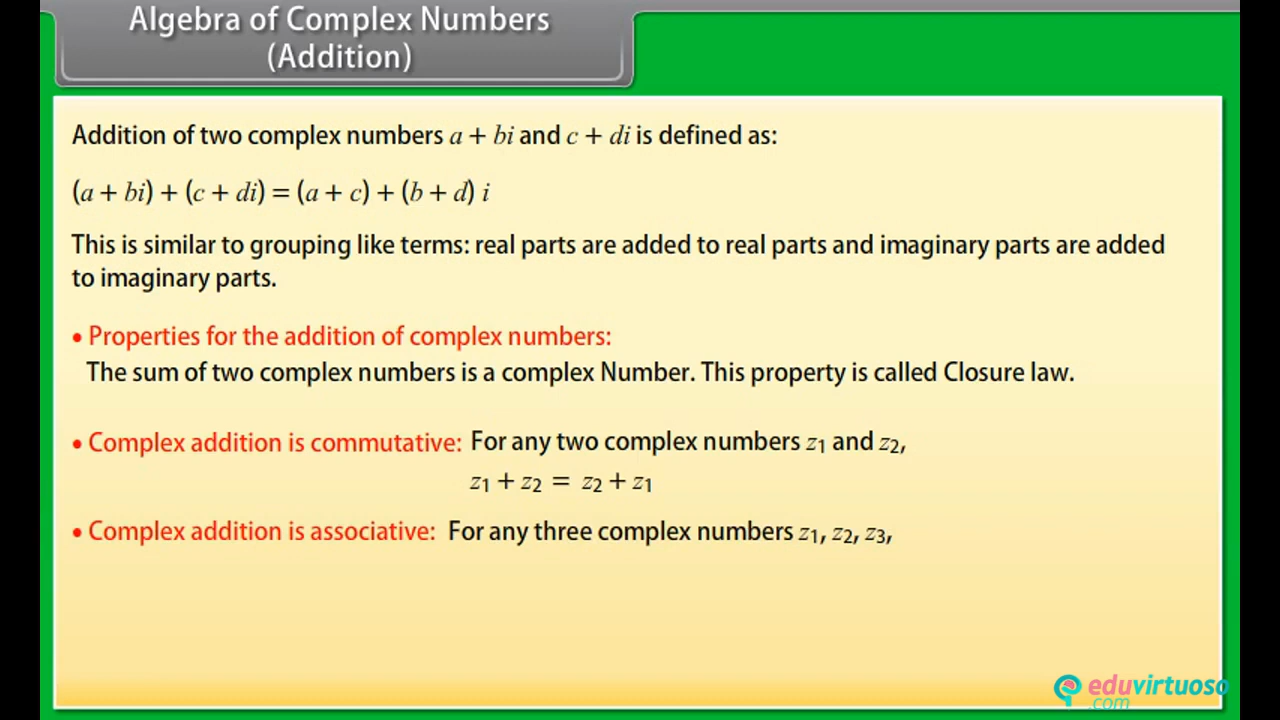 Algebra of Complex Numbers
(Addition)
Addition of two complex numbers a + bi and c + di is defined as:
(a + bi) + (c + di) = (a + c) + (b + d) i
This is similar to grouping like terms: real parts are added to real parts and imaginary parts are added
to imaginary parts.
• Properties for the addition of complex numbers:
The sum of two complex numbers is a complex Number. This property is called Closure law.
• Complex addition is commutative: For any two complex numbers z1 and z2,
z1 + z2 = z2 + z1
• Complex addition is associative: For any three complex numbers z1, z2, z3,
eduvirtuoso
.com